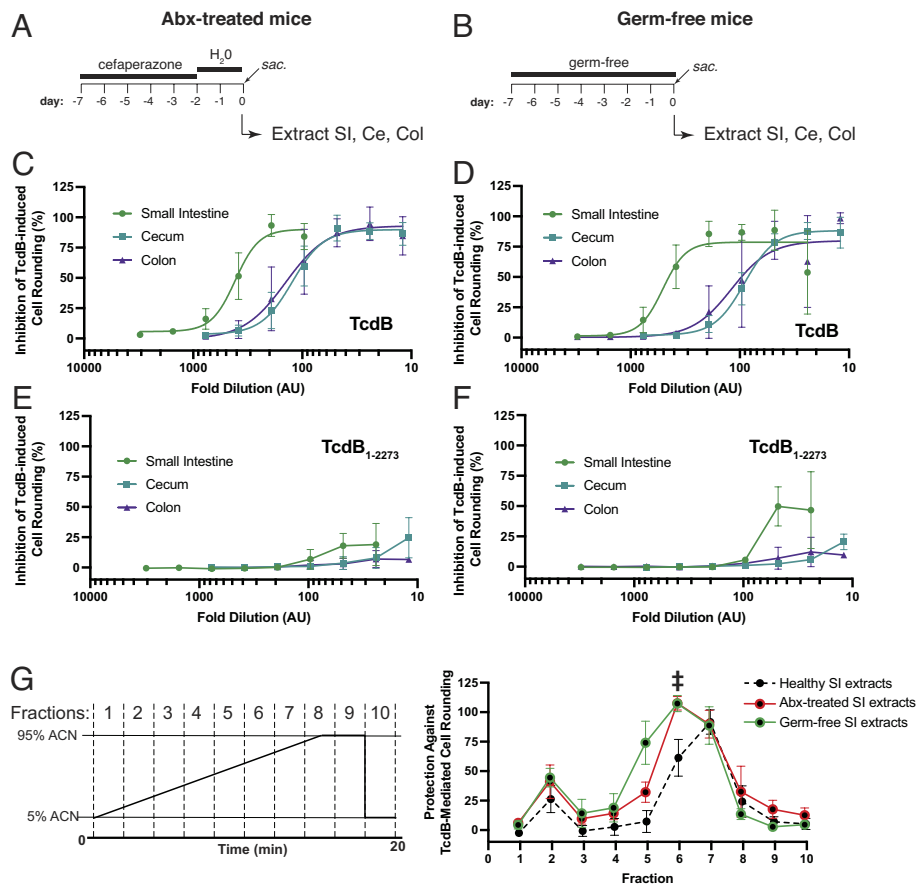 A
Abx-treated mice
cefaperazone
H₂0
sac.
day: -7 -6 -5 -4 -3 -2 -1 0
Extract SI, Ce, Col
B
Germ-free mice
germ-free
sac.
day: -7 -6 -5 -4 -3 -2 -1 0
Extract SI, Ce, Col
C
Inhibition of TcdB-induced
Cell Rounding (%)
125
100
75
50
25
0
Small Intestine
Cecum
Colon
TcdB
10000 1000 100 10
Fold Dilution (AU)
D
Inhibition of TcdB-induced
Cell Rounding (%)
125
100
75
50
25
0
Small Intestine
Cecum
Colon
TcdB
10000 1000 100 10
Fold Dilution (AU)
E
Inhibition of TcdB-induced
Cell Rounding (%)
125
100
75
50
25
0
Small Intestine
Cecum
Colon
TcdB₁₋₂₂₇₃
10000 1000 100 10
Fold Dilution (AU)
F
Inhibition of TcdB-induced
Cell Rounding (%)
125
100
75
50
25
0
Small Intestine
Cecum
Colon
TcdB₁₋₂₂₇₃
10000 1000 100 10
Fold Dilution (AU)
G
Fractions: 1 2 3 4 5 6 7 8 9 10
95% ACN
5% ACN
0 20
Time (min)
Protection Against
TcdB-Mediated Cell Rounding
125
100
75
50
25
0
‡
Healthy SI extracts
Abx-treated SI extracts
Germ-free SI extracts
0 1 2 3 4 5 6 7 8 9 10
Fraction